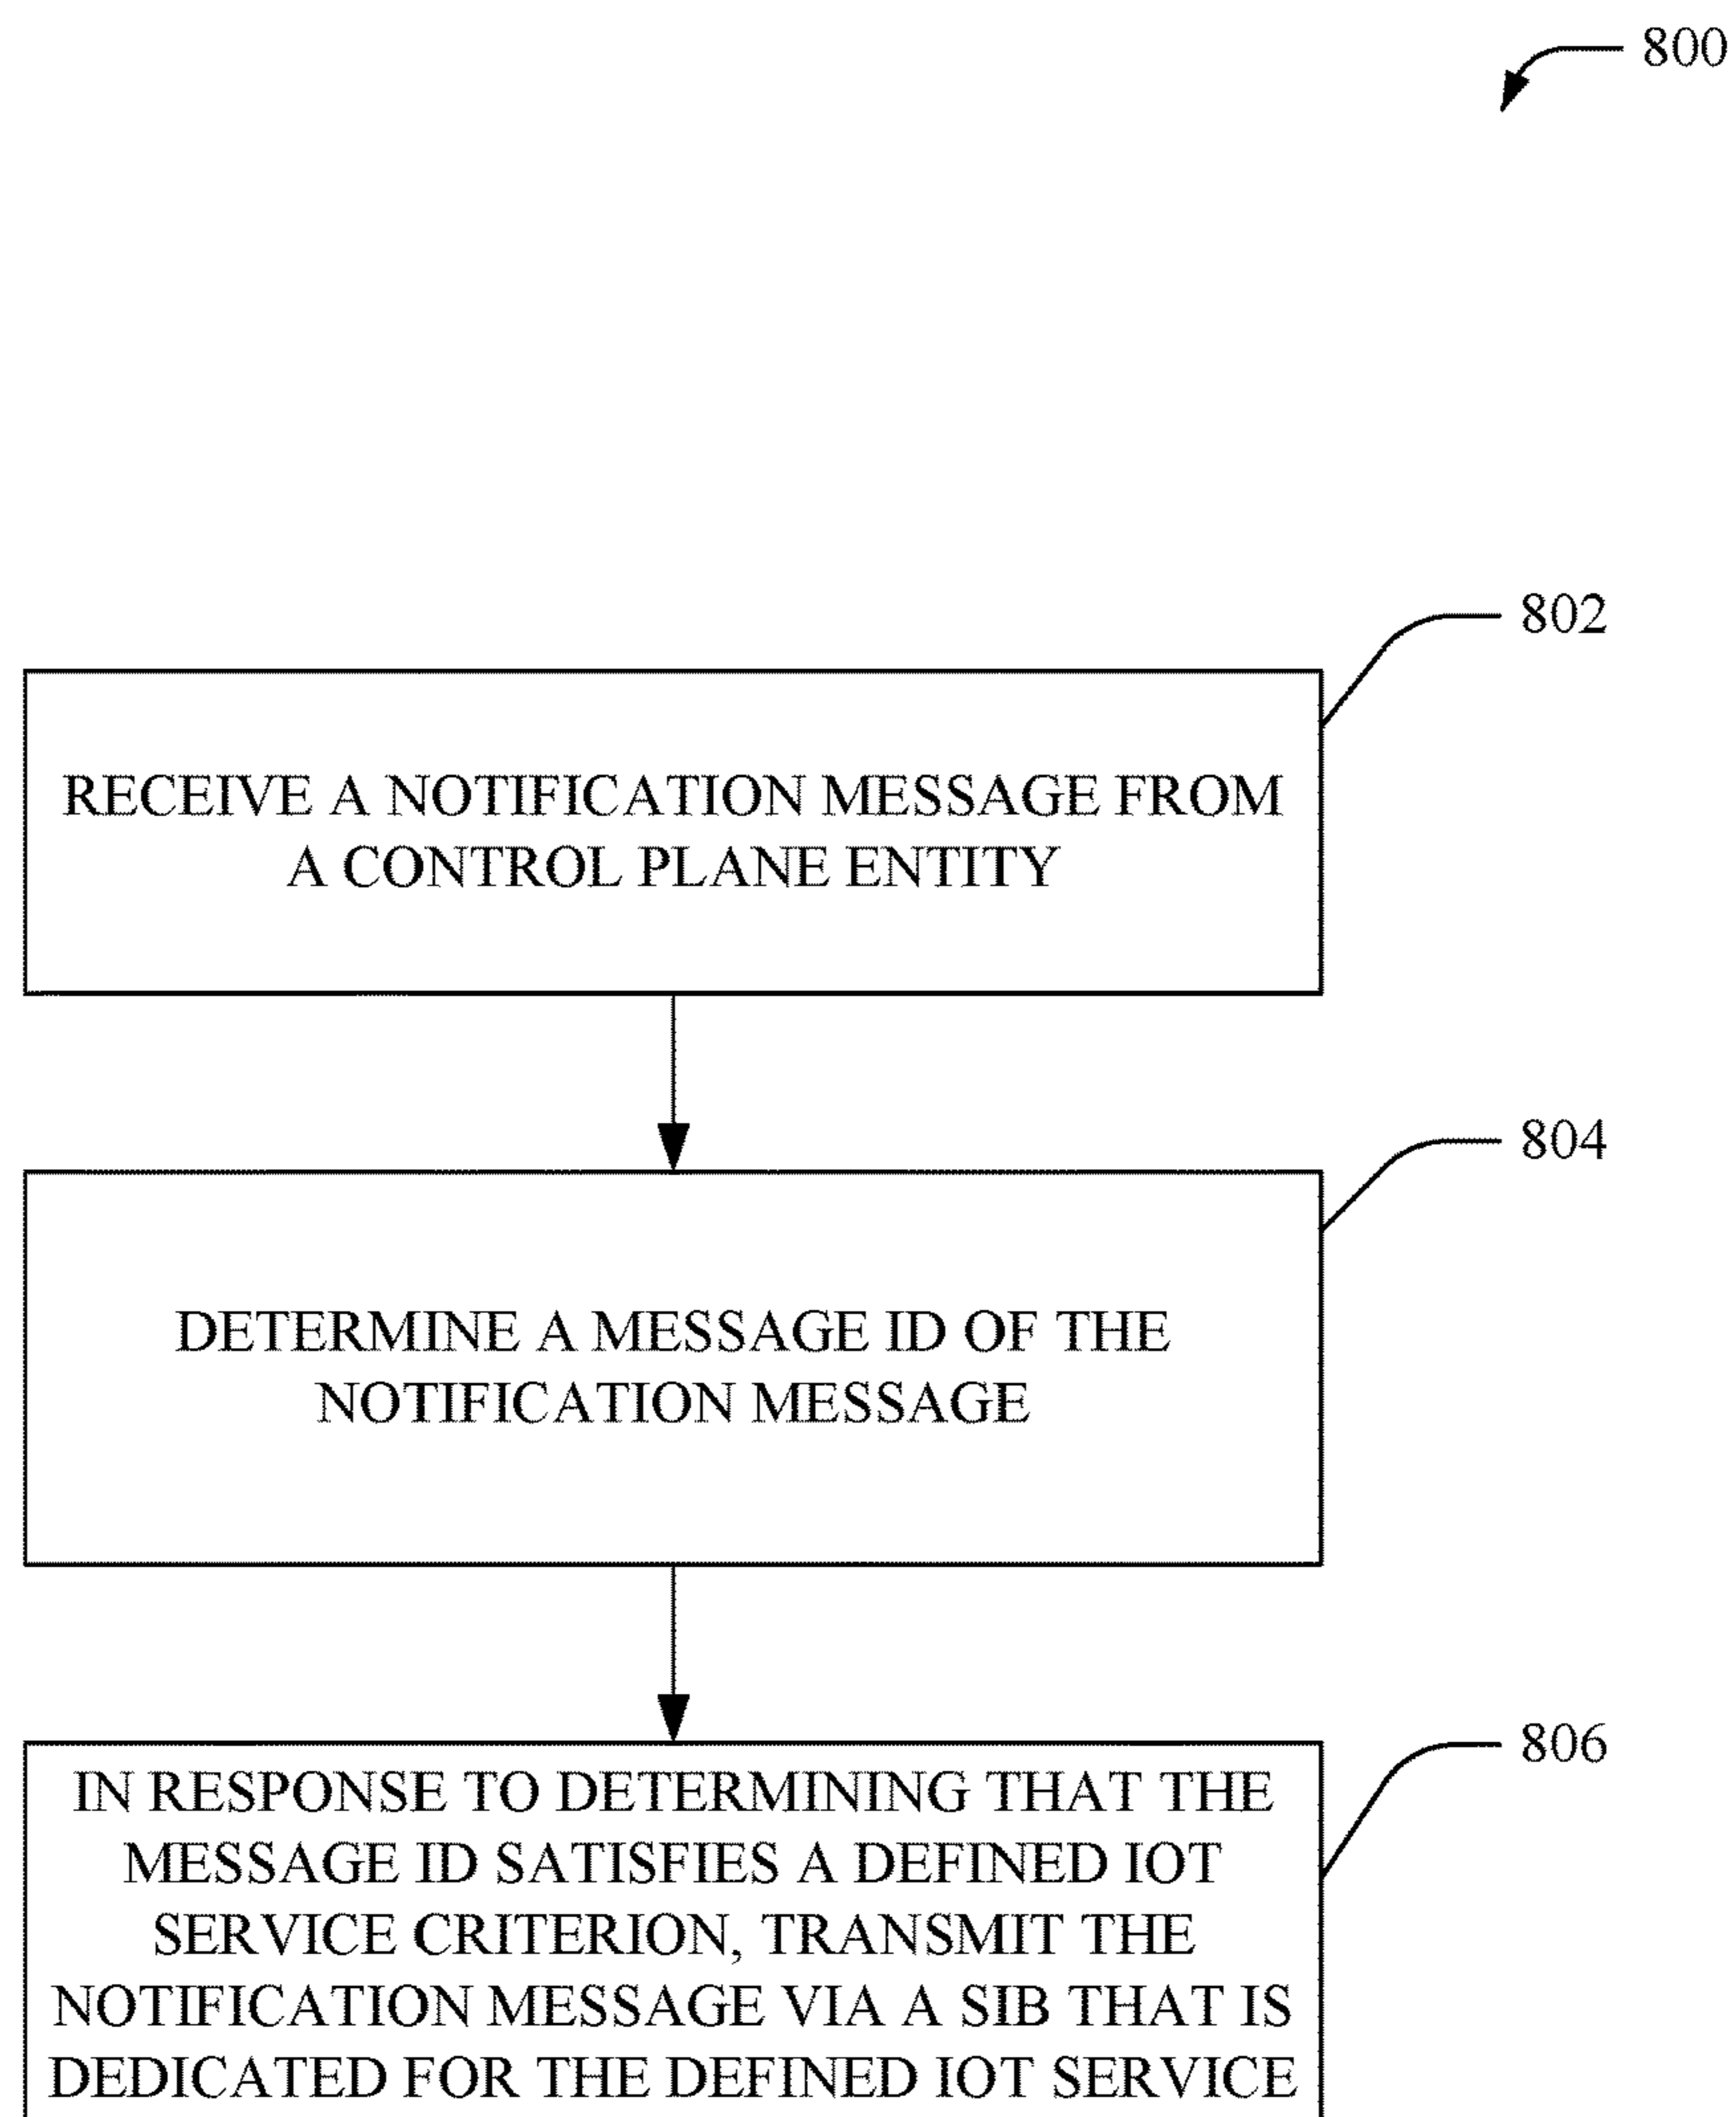 800
802
RECEIVE A NOTIFICATION MESSAGE FROM
A CONTROL PLANE ENTITY
804
DETERMINE A MESSAGE ID OF THE
NOTIFICATION MESSAGE
806
IN RESPONSE TO DETERMINING THAT THE
MESSAGE ID SATISFIES A DEFINED IOT
SERVICE CRITERION, TRANSMIT THE
NOTIFICATION MESSAGE VIA A SIB THAT IS
DEDICATED FOR THE DEFINED IOT SERVICE